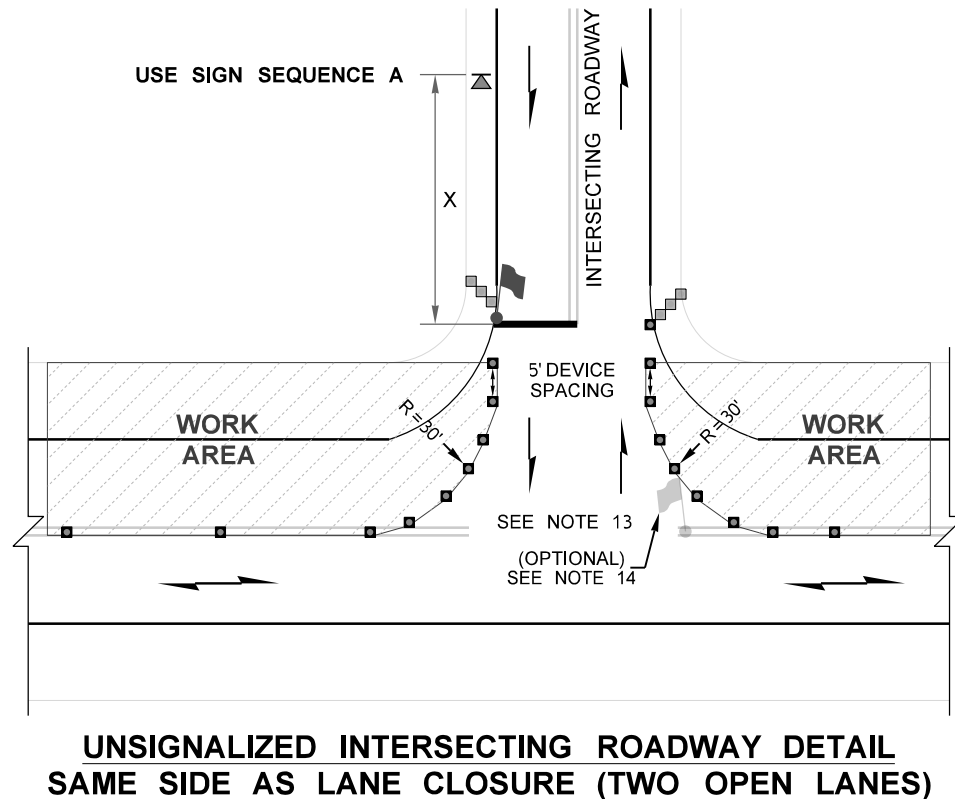 USE SIGN SEQUENCE A
X
INTERSECTING ROADWAY
5' DEVICE
SPACING
WORK
AREA
R = 30'
R = 30'
WORK
AREA
SEE NOTE 13
(OPTIONAL)
SEE NOTE 14
UNSIGNALIZED INTERSECTING ROADWAY DETAIL
SAME SIDE AS LANE CLOSURE (TWO OPEN LANES)